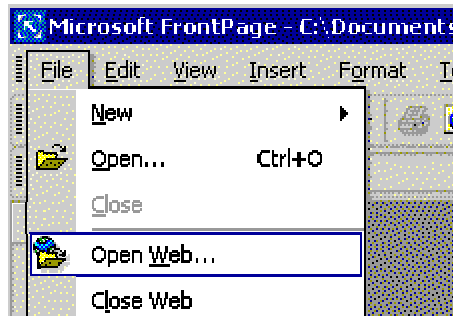 Microsoft FrontPage - C:\Documents
File Edit View Insert Format
New
Open... Ctrl+O
Close
Open Web...
Close Web